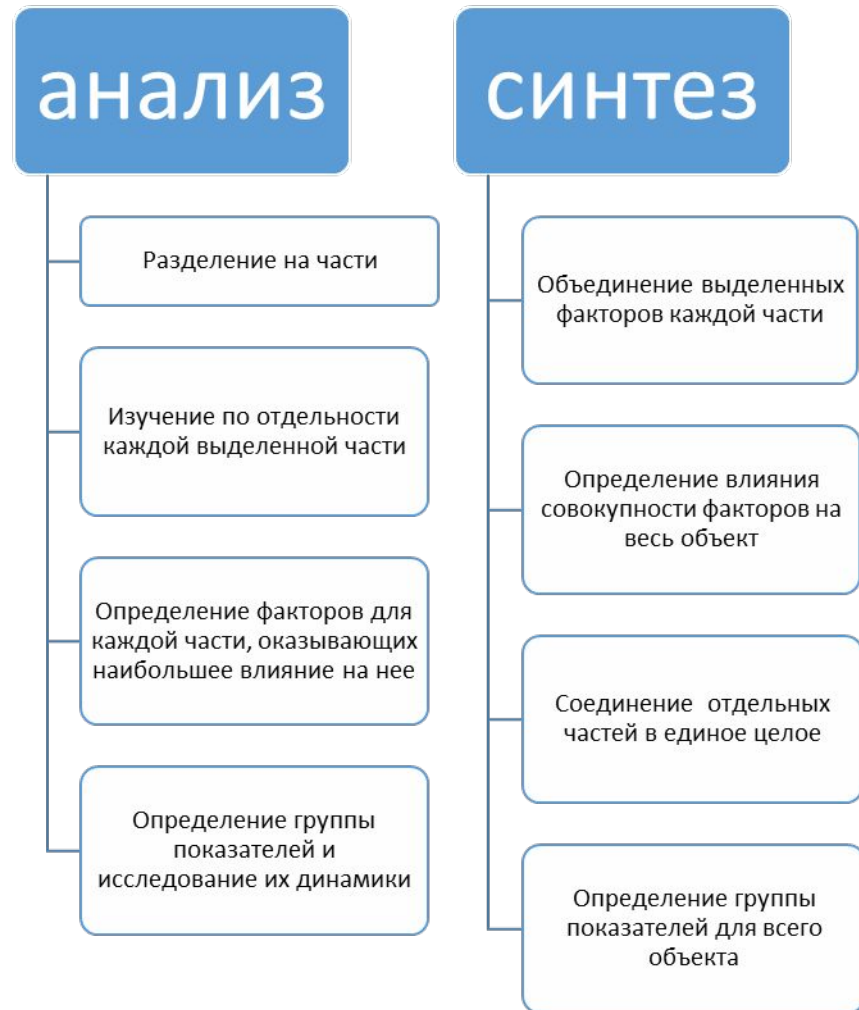 анализ
Разделение на части
Изучение по отдельности
каждой выделенной части
Определение факторов для
каждой части, оказывающих
наибольшее влияние на нее
Определение группы
показателей и
исследование их динамики
синтез
Объединение выделенных
факторов каждой части
Определение влияния
совокупности факторов на
весь объект
Соединение отдельных
частей в единое целое
Определение группы
показателей для всего
объекта